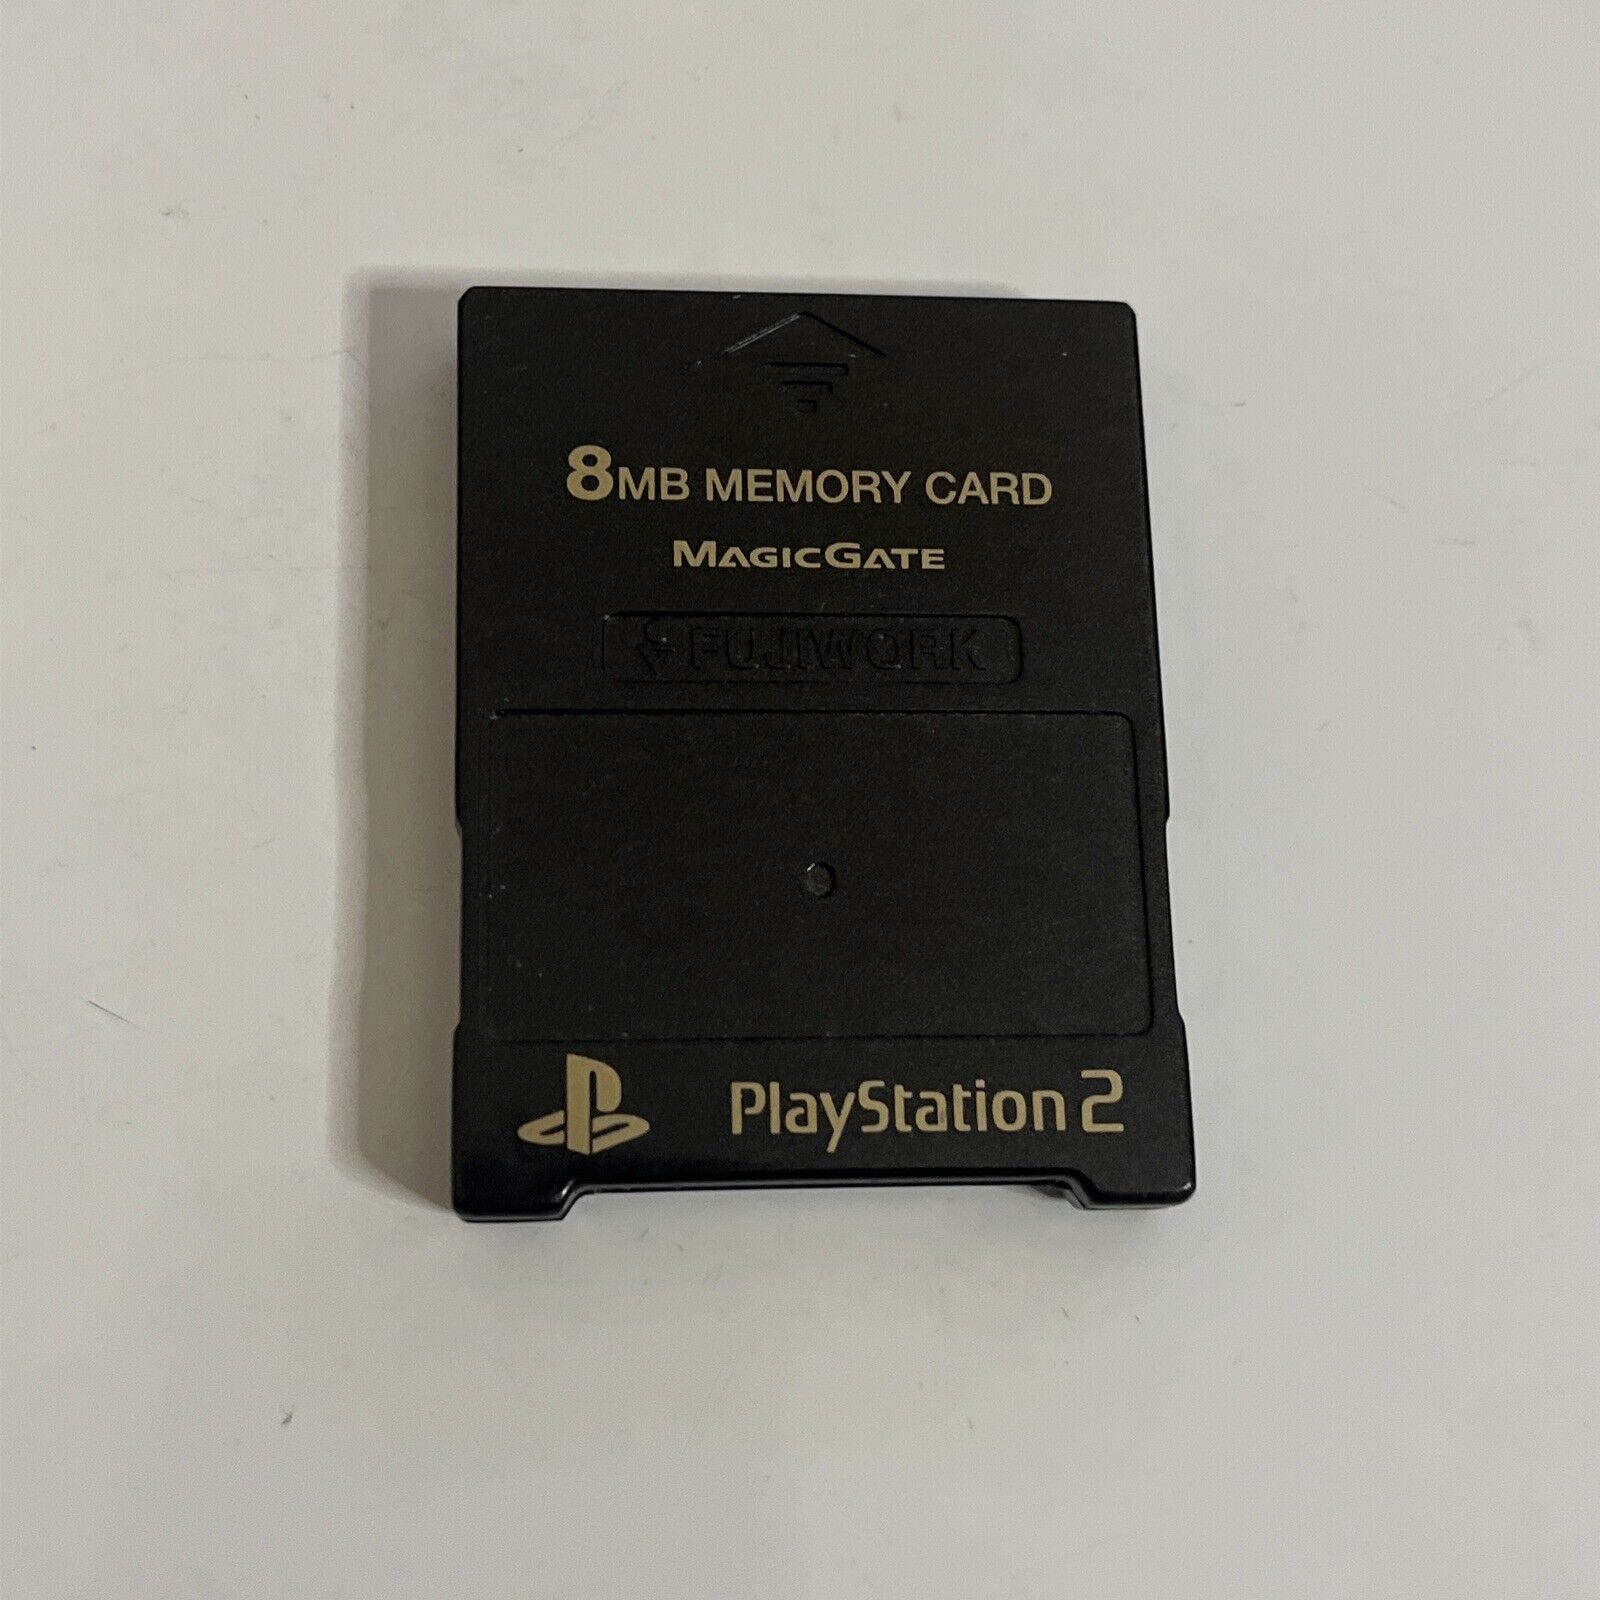 8MB MEMORY CARD
MAGICGATE
FUJIWORK
PlayStation 2